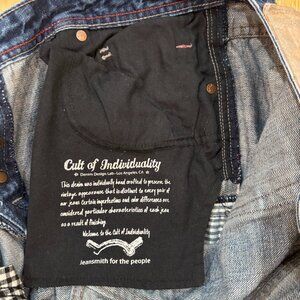 Cult of Individuality
Denim Design Lab - Los Angeles CA
This denim was individually hand crafted to preserve the
vintage appearance that is distinct to every pair of
our jeans. Certain imperfections and color differences are
considered particular characteristics of each jean
as a result of finishing.
Welcome to the Cult of Individuality
Jeansmith for the people